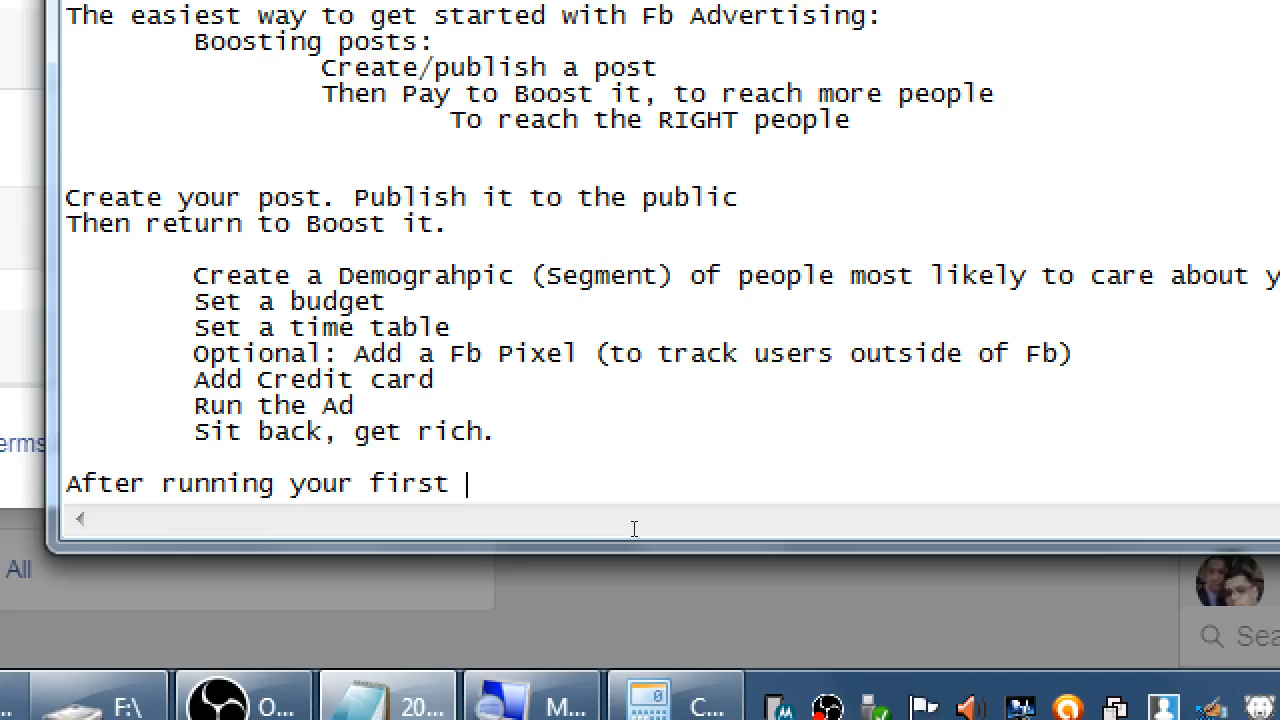 The easiest way to get started with Fb Advertising:
Boosting posts:
Create/publish a post
Then Pay to Boost it, to reach more people
To reach the RIGHT people
Create your post. Publish it to the public
Then return to Boost it.
Create a Demograhpic (Segment) of people most likely to care about y
Set a budget
Set a time table
Optional: Add a Fb Pixel (to track users outside of Fb)
Add Credit card
Run the Ad
Sit back, get rich.
erms
After running your first
All
Sea
F:\ O... 20... M... C...